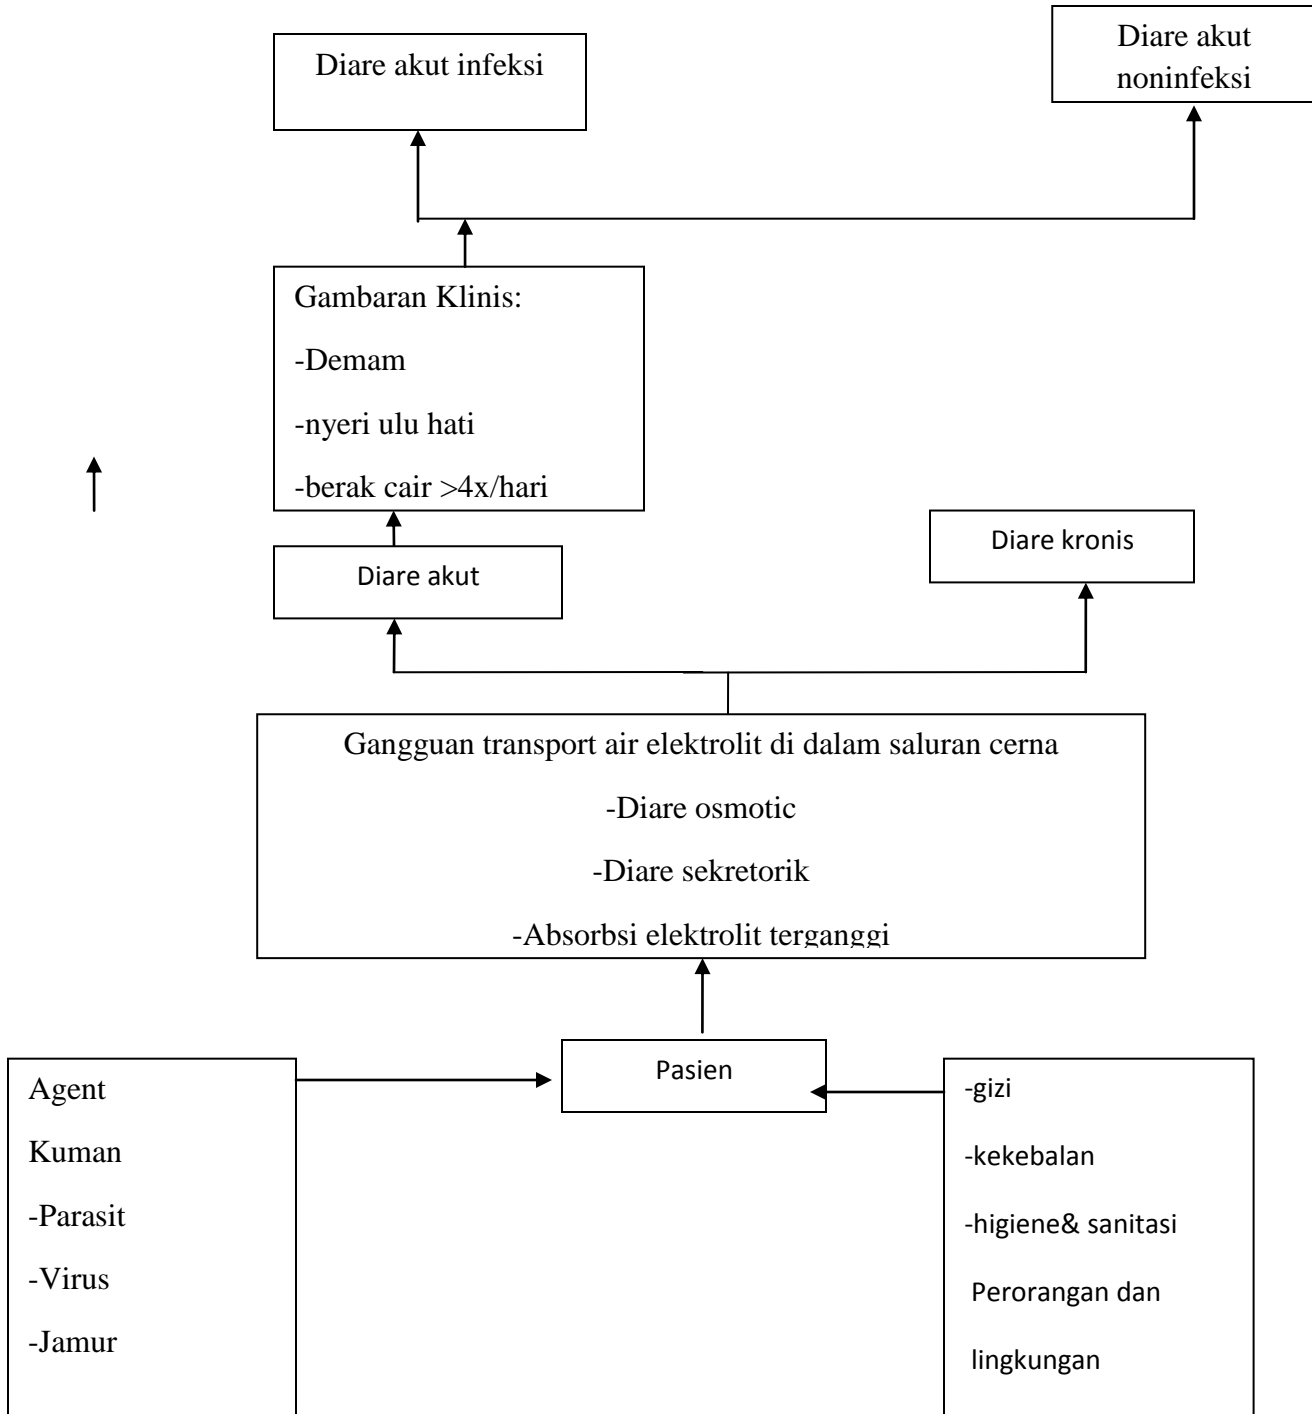 Diare akut infeksi
Diare akut
noninfeksi
Gambaran Klinis:
-Demam
-nyeri ulu hati
-berak cair >4x/hari
Diare akut
Diare kronis
Gangguan transport air elektrolit di dalam saluran cerna
-Diare osmotic
-Diare sekretorik
-Absorbsi elektrolit terganggi
Pasien
Agent
Kuman
-Parasit
-Virus
-Jamur
-gizi
-kekebalan
-higiene& sanitasi
Perorangan dan
lingkungan